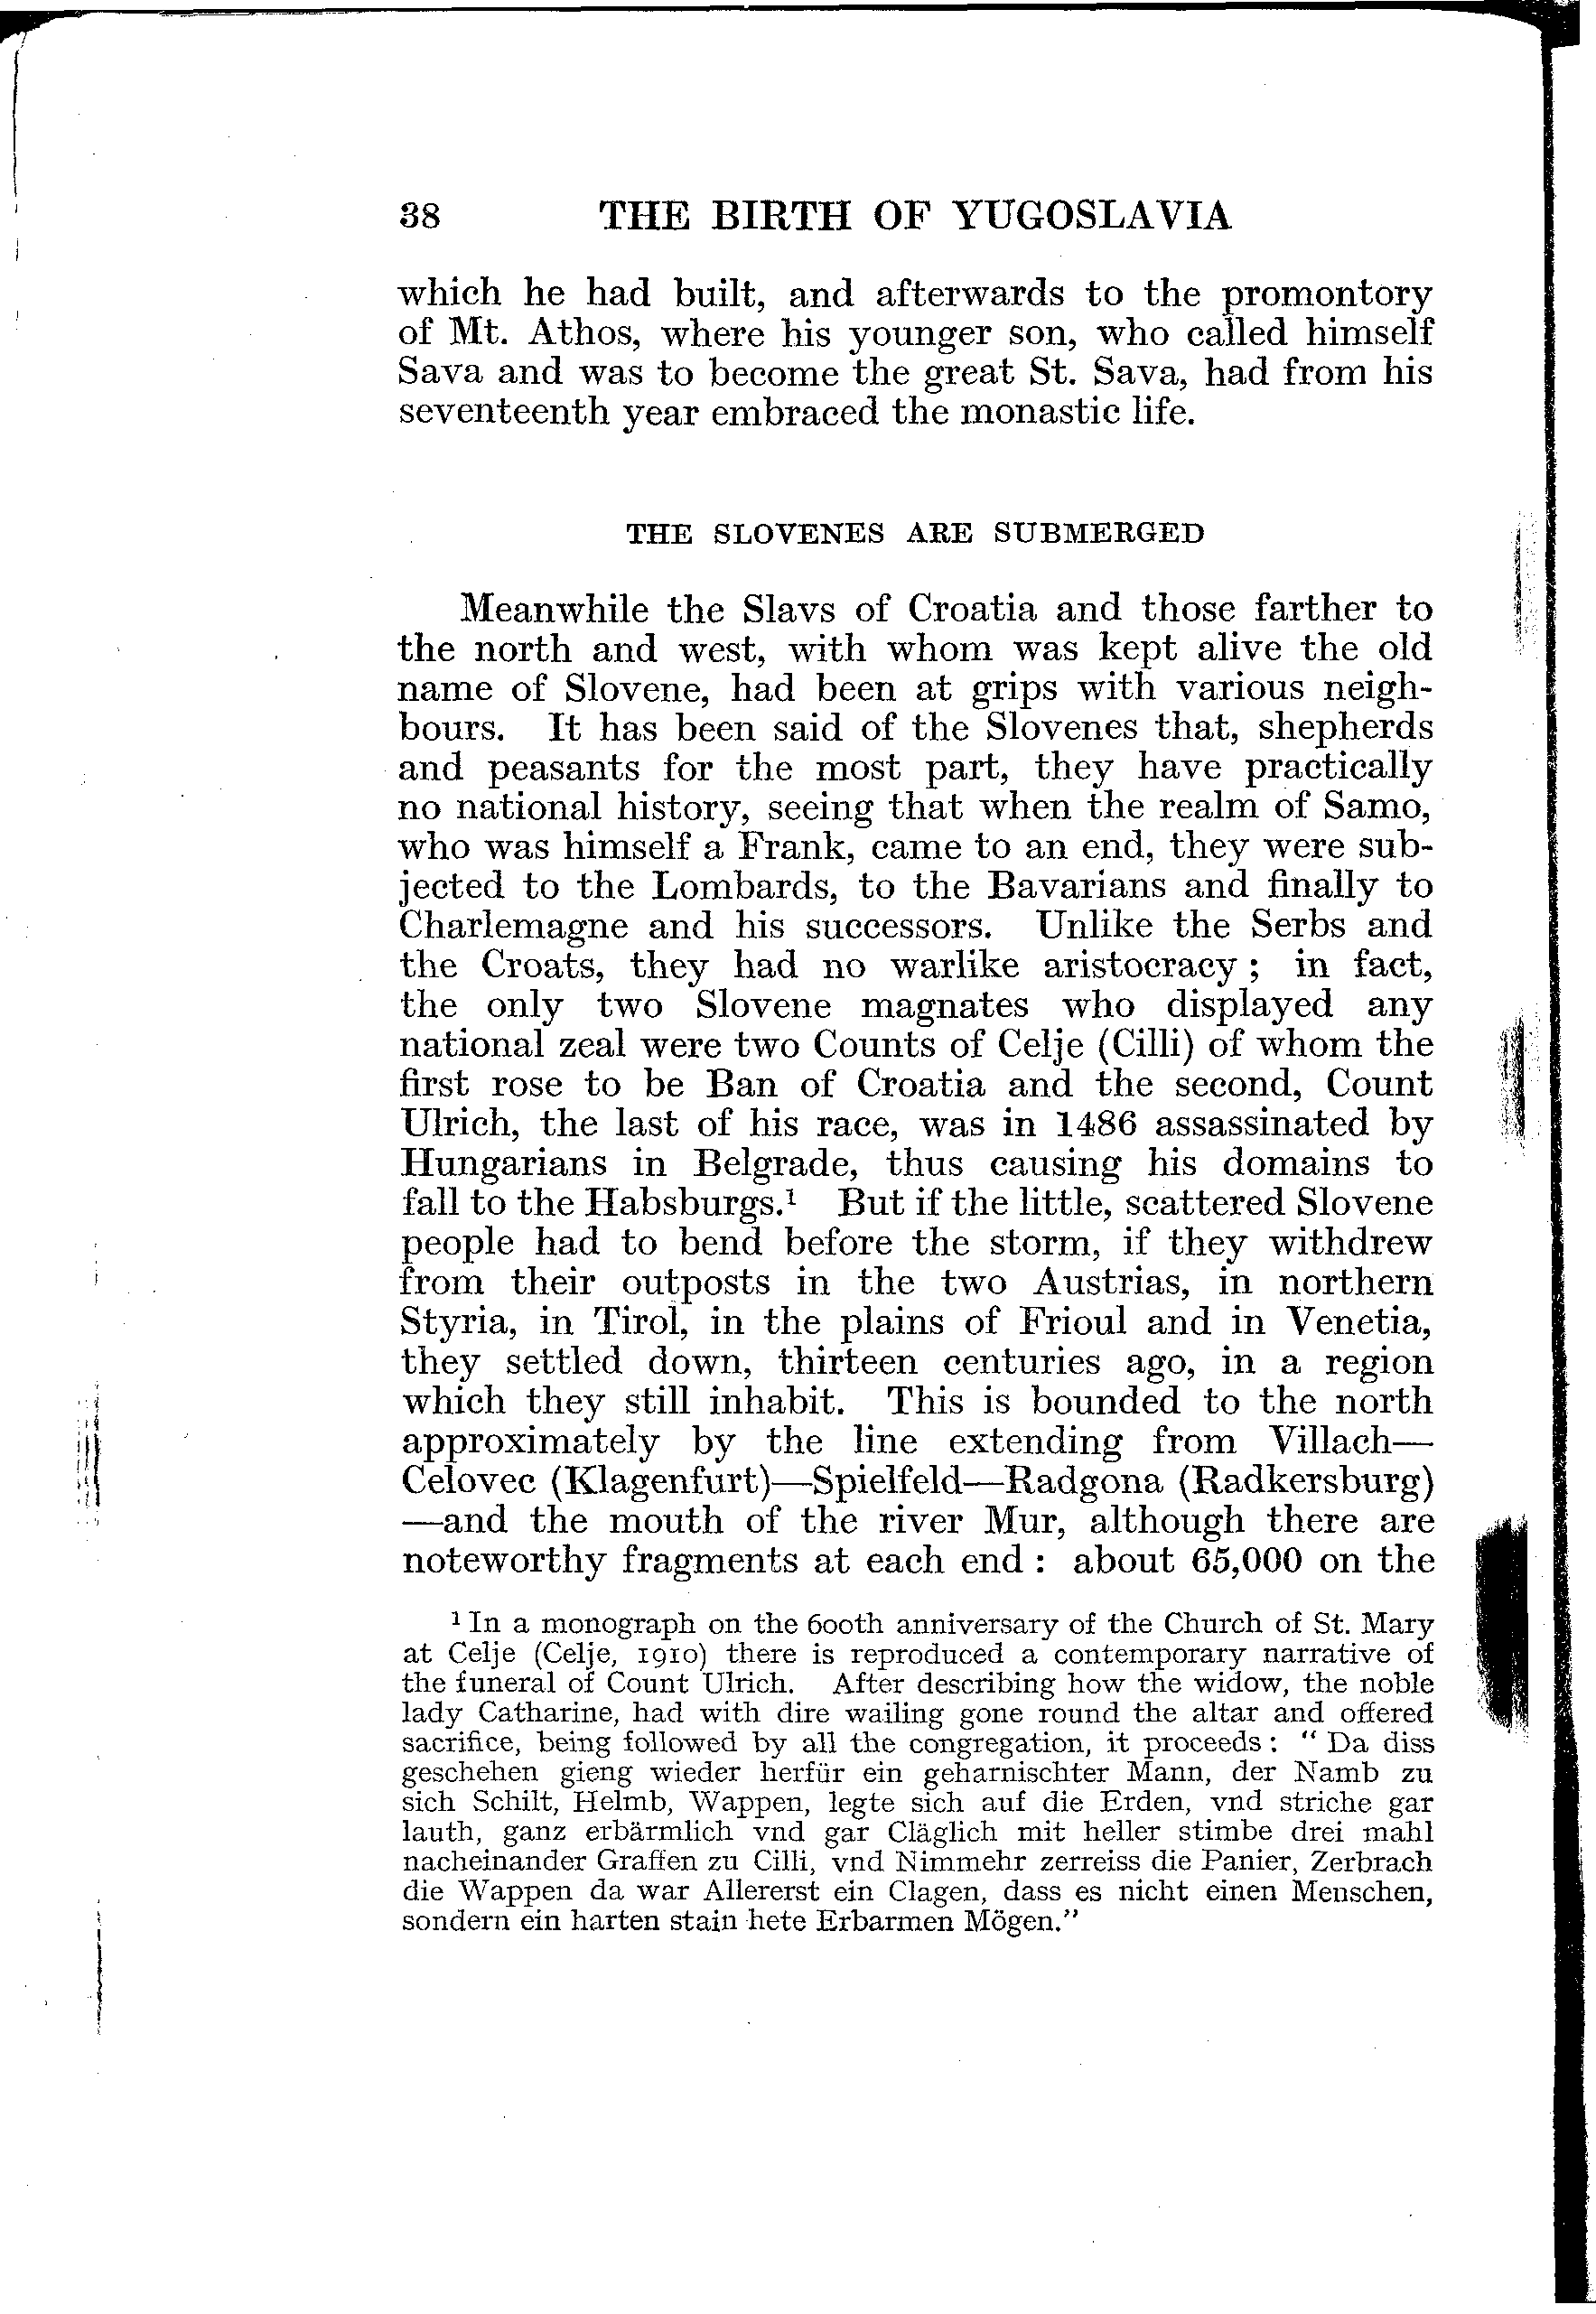 38 THE BIRTH OF YUGOSLAVIA
which he had built, and afterwards to the promontory
of Mt. Athos, where his younger son, who called himself
Sava and was to become the great St. Sava, had from his
seventeenth year embraced the monastic life.
THE SLOVENES ARE SUBMERGED
Meanwhile the Slavs of Croatia and those farther to
the north and west, with whom was kept alive the old
name of Slovene, had been at grips with various neigh-
bours. It has been said of the Slovenes that, shepherds
and peasants for the most part, they have practically
no national history, seeing that when the realm of Samo,
who was himself a Frank, came to an end, they were sub-
jected to the Lombards, to the Bavarians and finally to
Charlemagne and his successors. Unlike the Serbs and
the Croats, they had no warlike aristocracy; in fact,
the only two Slovene magnates who displayed any
national zeal were two Counts of Celje (Cilli) of whom the
first rose to be Ban of Croatia and the second, Count
Ulrich, the last of his race, was in 1486 assassinated by
Hungarians in Belgrade, thus causing his domains to
fall to the Habsburgs.¹ But if the little, scattered Slovene
people had to bend before the storm, if they withdrew
from their outposts in the two Austrias, in northern
Styria, in Tirol, in the plains of Frioul and in Venetia,
they settled down, thirteen centuries ago, in a region
which they still inhabit. This is bounded to the north
approximately by the line extending from Villach—
Celovec (Klagenfurt)—Spielfeld—Radgona (Radkersburg)
—and the mouth of the river Mur, although there are
noteworthy fragments at each end: about 65,000 on the
¹ In a monograph on the 600th anniversary of the Church of St. Mary
at Celje (Celje, 1910) there is reproduced a contemporary narrative of
the funeral of Count Ulrich. After describing how the widow, the noble
lady Catharine, had with dire wailing gone round the altar and offered
sacrifice, being followed by all the congregation, it proceeds: "Da diss
geschehen gieng wieder herfür ein geharnischter Mann, der Namb zu
sich Schilt, Helmb, Wappen, legte sich auf die Erden, vnd striche gar
lauth, ganz erbärmlich vnd gar Cläglich mit heller stimbe drei mahl
nacheinander Graffen zu Cilli, vnd Nimmehr zerreiss die Panier, Zerbrach
die Wappen da war Allererst ein Clagen, dass es nicht einen Menschen,
sondern ein harten stain hete Erbarmen Mögen."